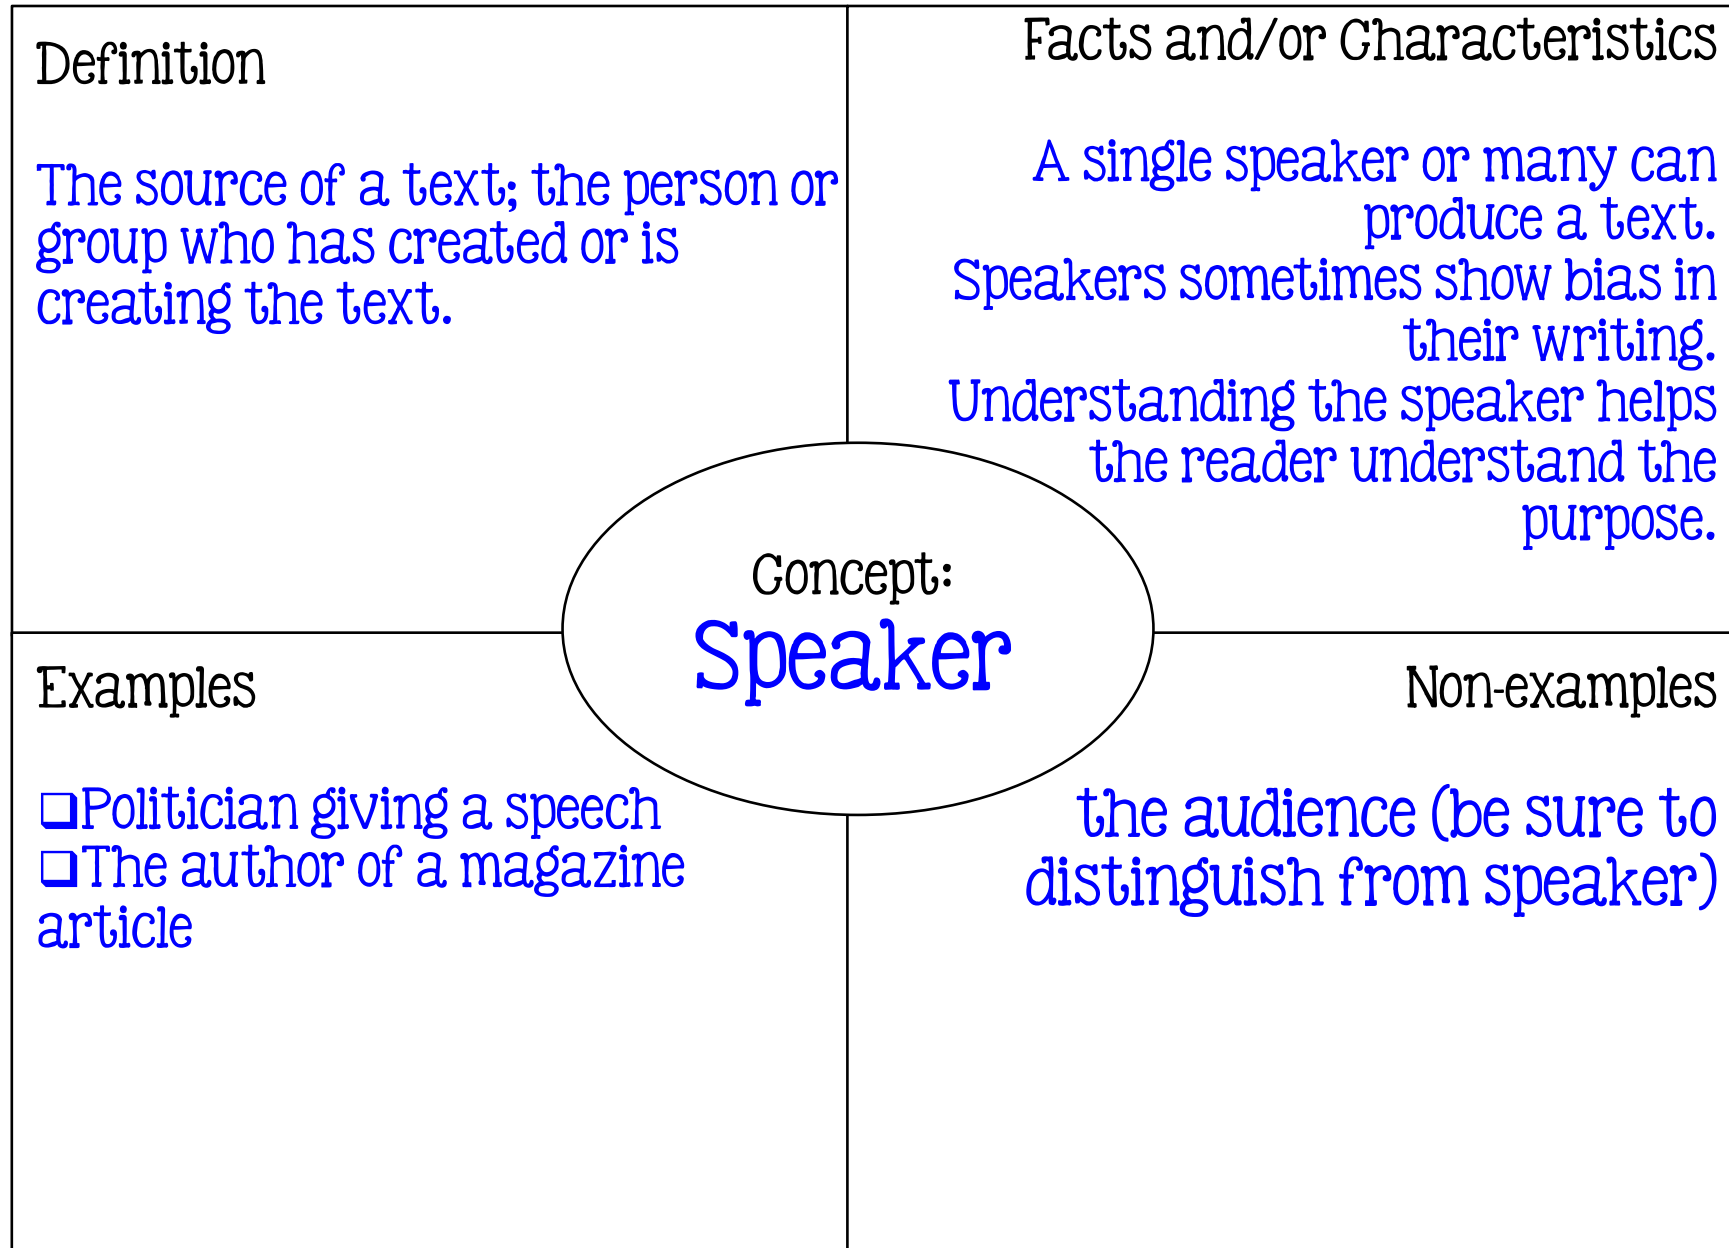 Definition
The source of a text; the person or
group who has created or is
creating the text.
Facts and/or Characteristics
A single speaker or many can
produce a text.
Speakers sometimes show bias in
their writing.
Understanding the speaker helps
the reader understand the
purpose.
Concept:
Speaker
Examples
❑Politician giving a speech
❑The author of a magazine
article
Non-examples
the audience (be sure to
distinguish from speaker)